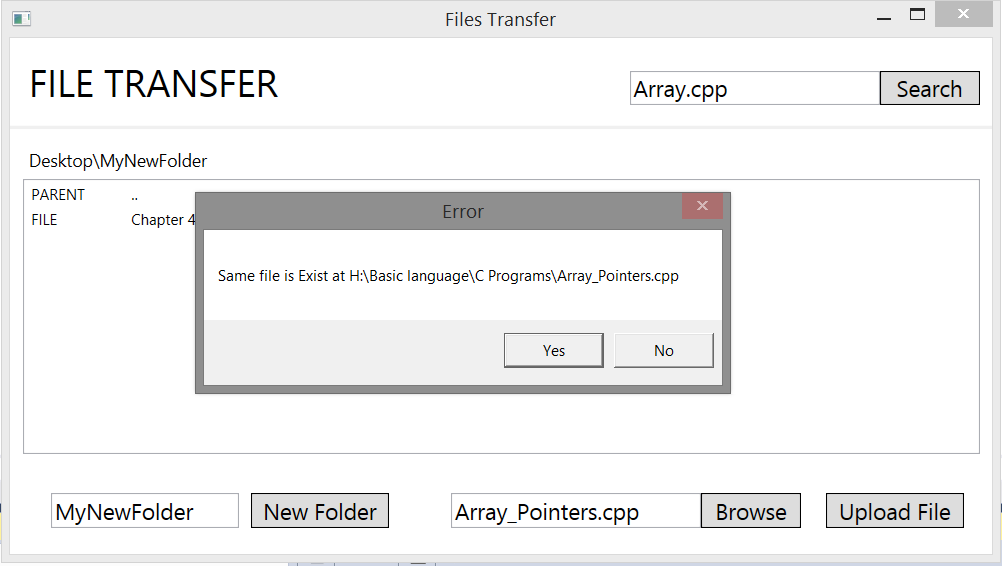 Files Transfer
FILE TRANSFER
Array.cpp Search
Desktop\MyNewFolder
PARENT ..
FILE Chapter 4
Error
Same file is Exist at H:\Basic language\C Programs\Array_Pointers.cpp
Yes No
MyNewFolder New Folder Array_Pointers.cpp Browse Upload File